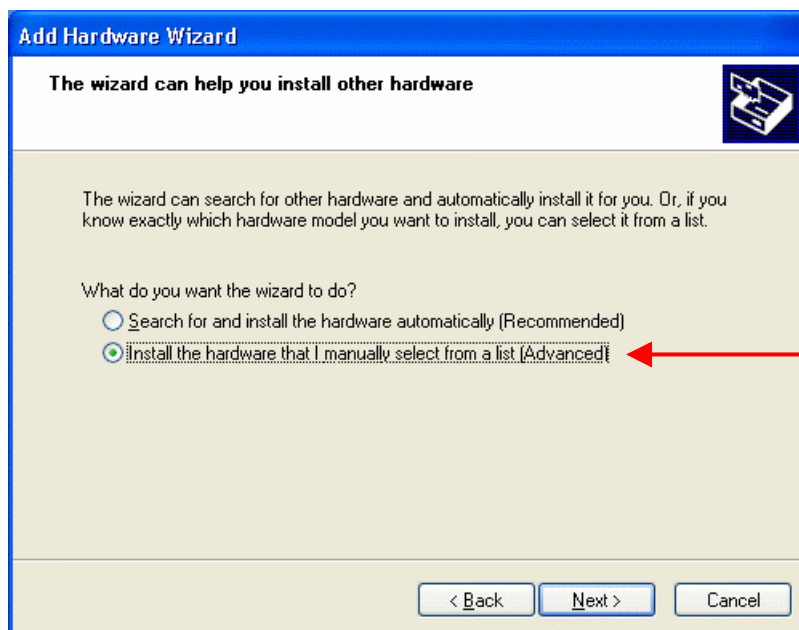 Add Hardware Wizard
The wizard can help you install other hardware
The wizard can search for other hardware and automatically install it for you. Or, if you
know exactly which hardware model you want to install, you can select it from a list.
What do you want the wizard to do?
Search for and install the hardware automatically (Recommended)
Install the hardware that I manually select from a list (Advanced)
< Back Next > Cancel